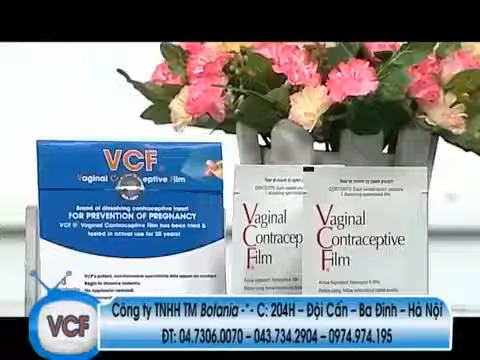 VCF
Vaginal Contraceptive Film
Brand of dissolving contraceptive insert
FOR PREVENTION OF PREGNANCY
VCF ® Vaginal Contraceptive Film has been tried &
tested in actual use for 20 years!
Vaginal
Contracep
Film
Vaginal
Contraceptive
Film
VCF
Công ty TNHH TM Botania - C: 204H – Đội Cấn – Ba Đình – Hà Nội
ĐT: 04.7306.0070 – 043.734.2904 – 0974.974.195